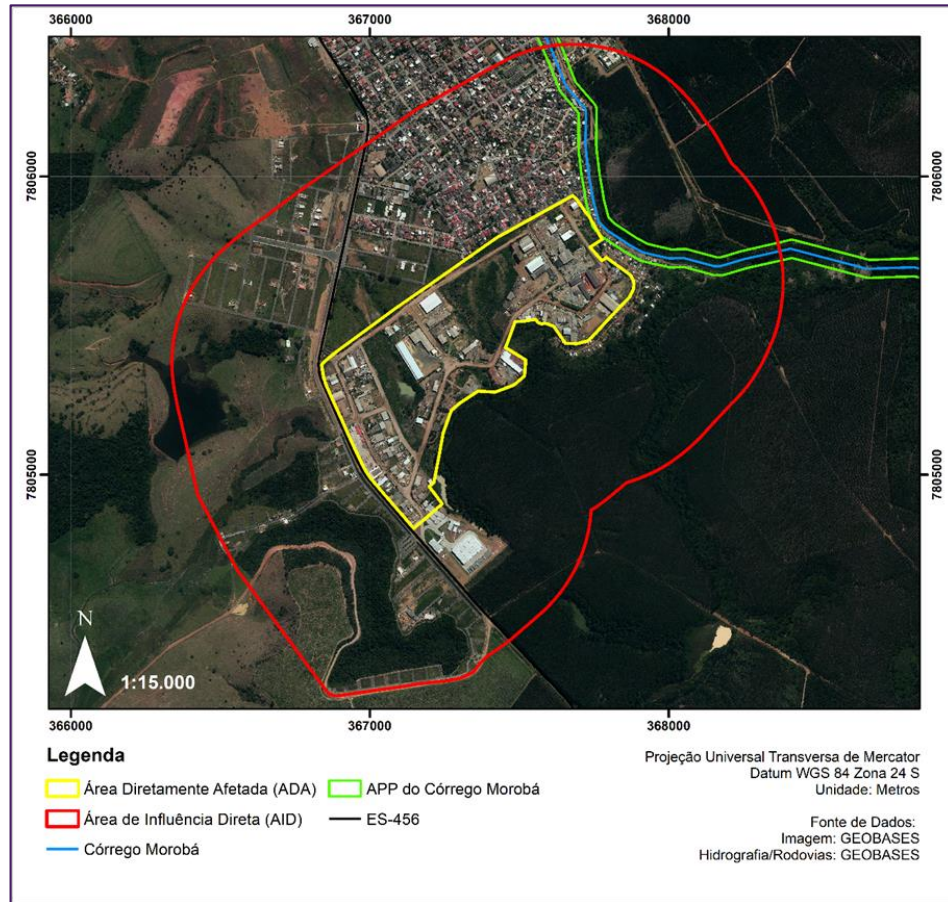 366000 367000 368000
7806000 7806000
7805000 7805000
N
1:15.000
366000 367000 368000
Legenda
Área Diretamente Afetada (ADA)
APP do Córrego Morobá
Área de Influência Direta (AID)
ES-456
Córrego Morobá
Projeção Universal Transversa de Mercator
Datum WGS 84 Zona 24 S
Unidade: Metros
Fonte de Dados:
Imagem: GEOBASES
Hidrografia/Rodovias: GEOBASES